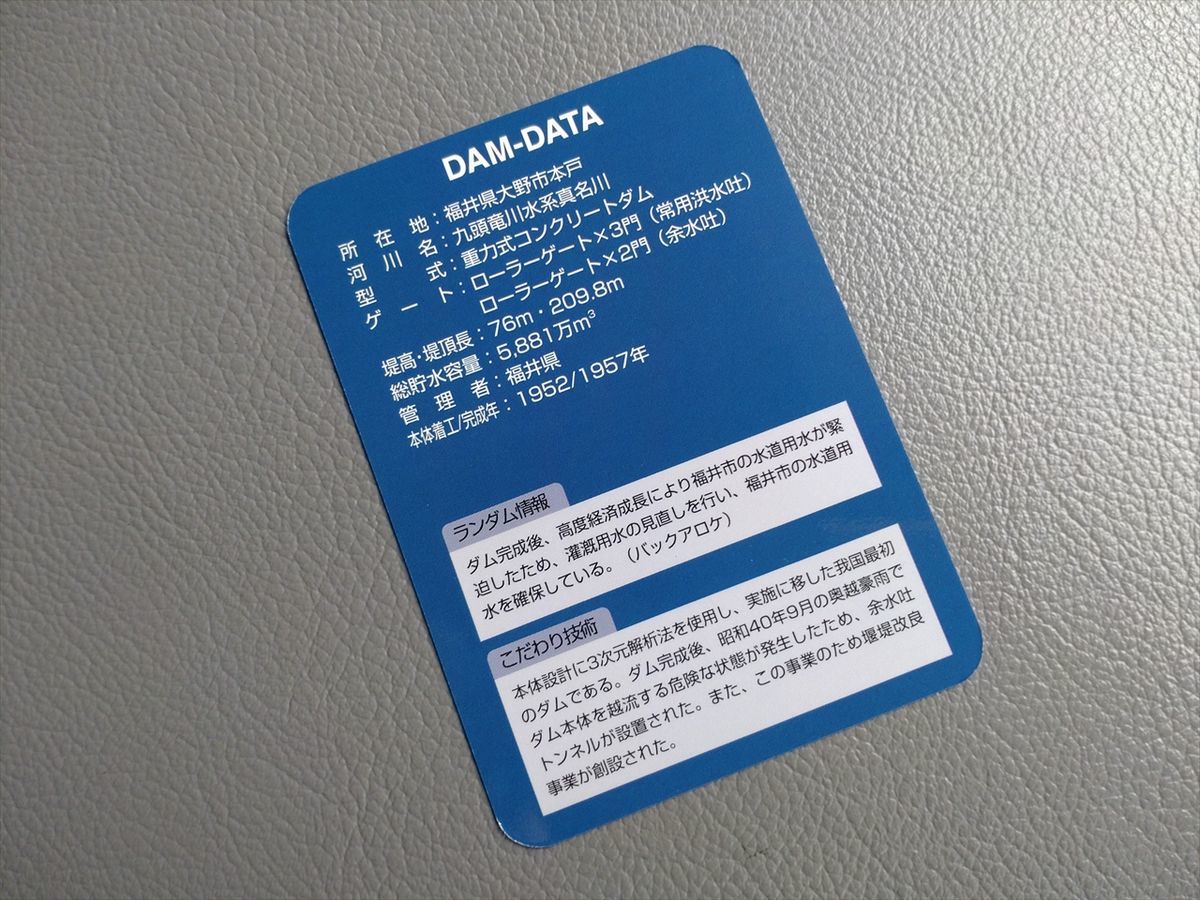 DAM-DATA
所在地：福井県大野市本戸
河川名：九頭竜川水系真名川
型式：重力式コンクリートダム
ゲート：ローラーゲート×3門（常用洪水吐）
ローラーゲート×2門（余水吐）
堤高・堤頂長：76m・209.8m
総貯水容量：5,881万m³
管理者：福井県
本体着工/完成年：1952/1957年
ランダム情報
ダム完成後、高度経済成長により福井市の水道用水が緊
迫したため、灌漑用水の見直しを行い、福井市の水道用
水を確保している。（バックアロケ）
こだわり技術
本体設計に3次元解析法を使用し、実施に移した我国最初
のダムである。ダム完成後、昭和40年9月の奥越豪雨で
ダム本体を越流する危険な状態が発生したため、余水吐
トンネルが設置された。また、この事業のため堰堤改良
事業が創設された。